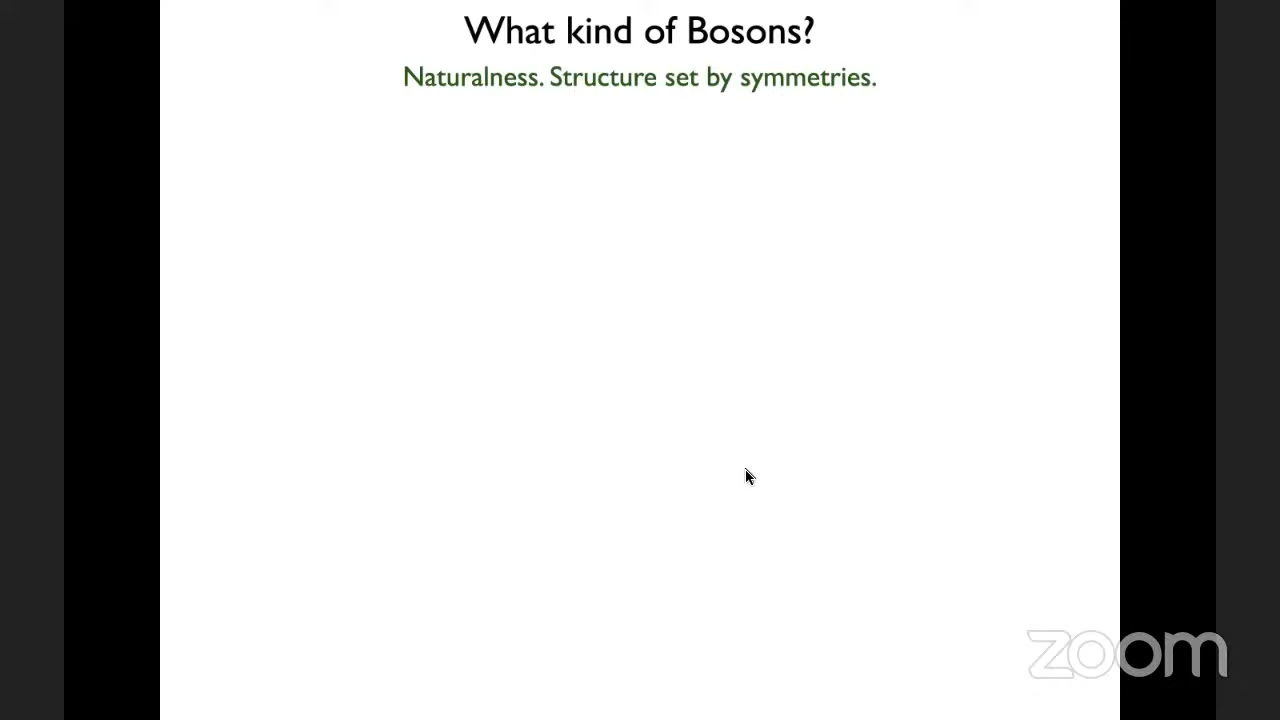 What kind of Bosons?
Naturalness. Structure set by symmetries.
zoom